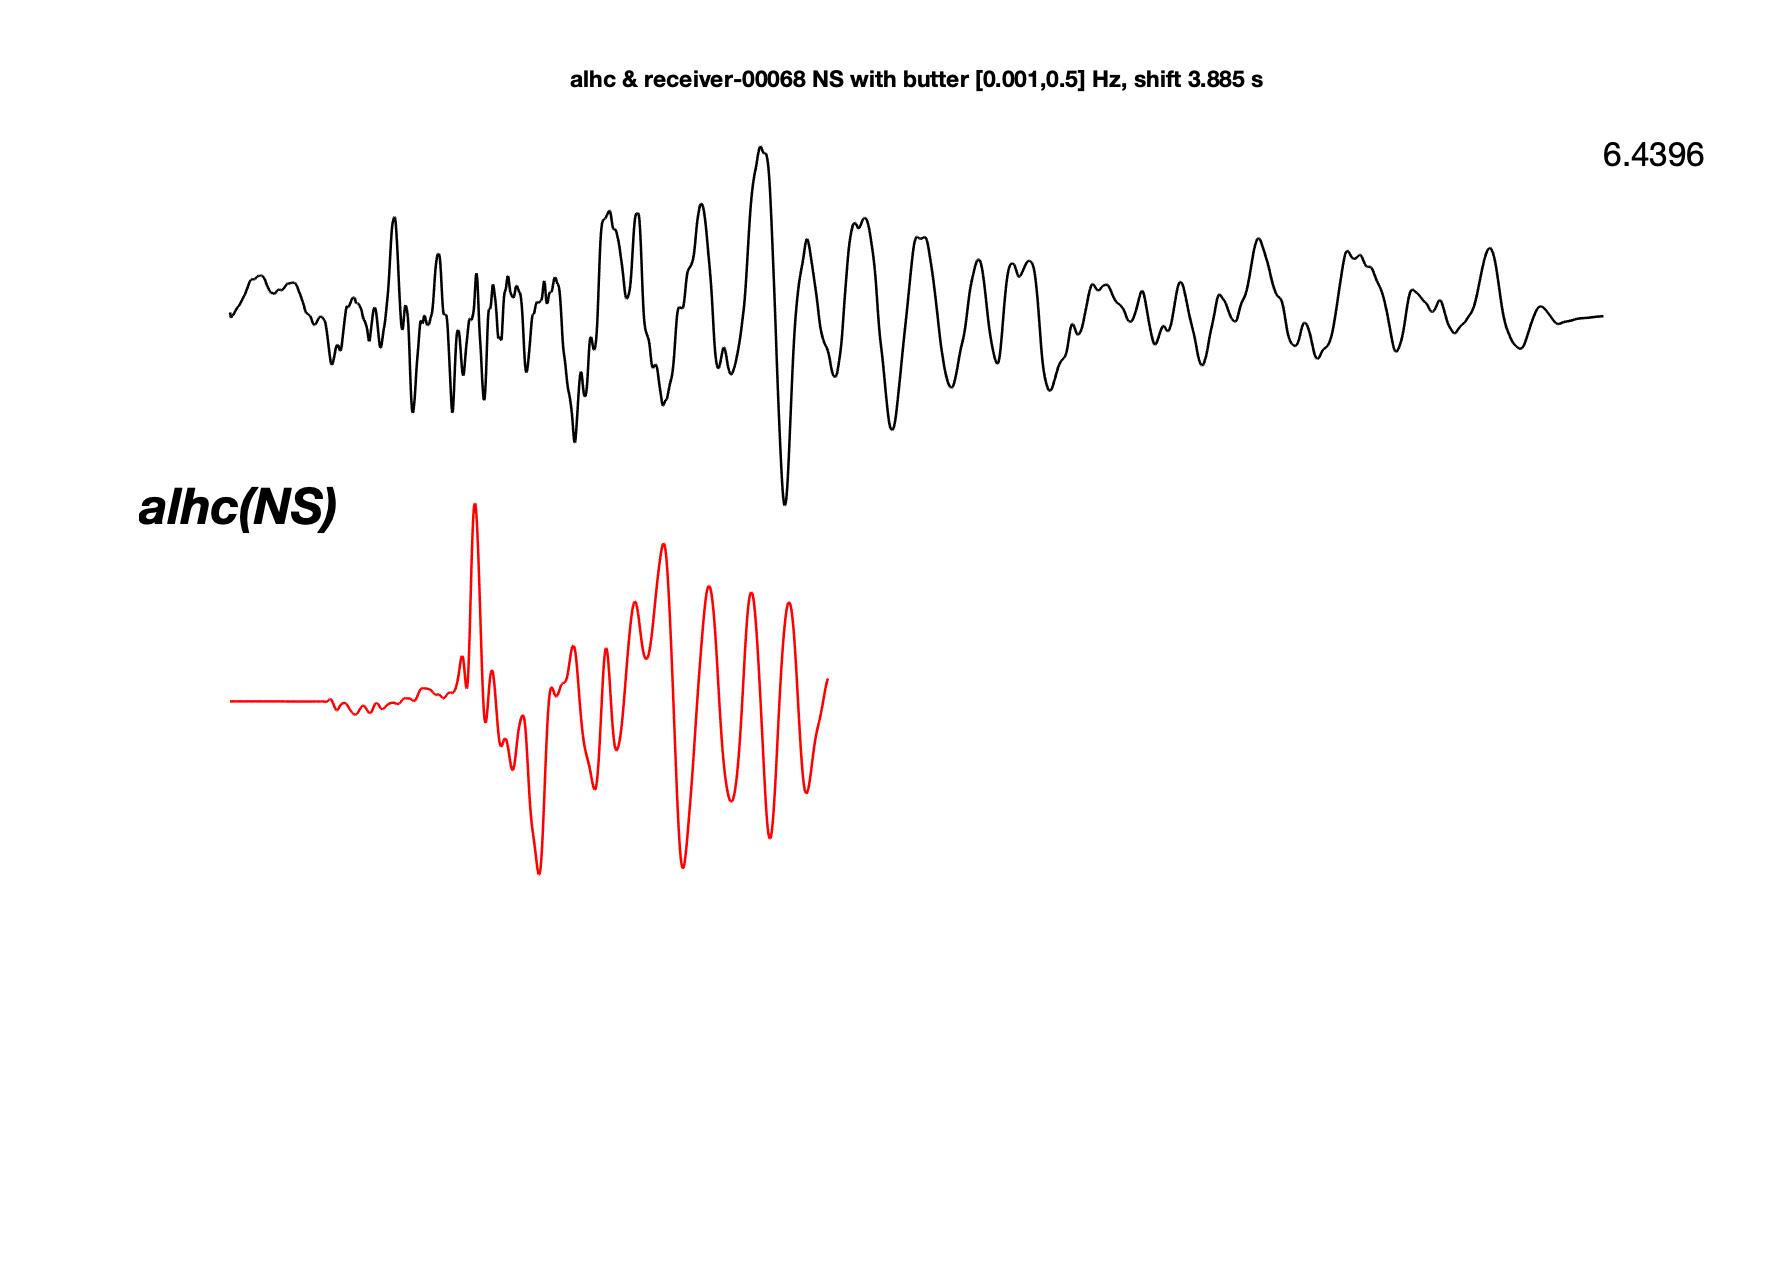 alhc & receiver-00068 NS with butter [0.001,0.5] Hz, shift 3.885 s
6.4396
alhc(NS)